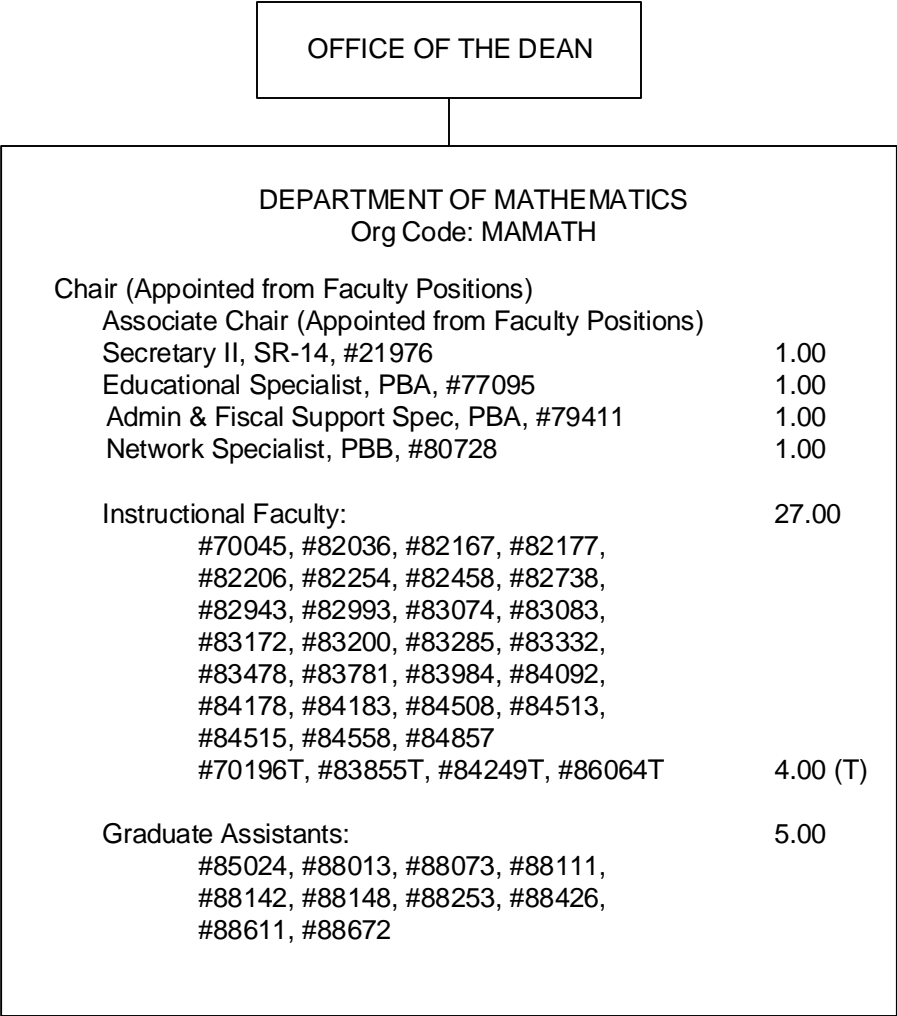 OFFICE OF THE DEAN
DEPARTMENT OF MATHEMATICS
Org Code: MAMATH
Chair (Appointed from Faculty Positions)
Associate Chair (Appointed from Faculty Positions)
Secretary II, SR-14, #21976 1.00
Educational Specialist, PBA, #77095 1.00
Admin & Fiscal Support Spec, PBA, #79411 1.00
Network Specialist, PBB, #80728 1.00
Instructional Faculty: 27.00
#70045, #82036, #82167, #82177,
#82206, #82254, #82458, #82738,
#82943, #82993, #83074, #83083,
#83172, #83200, #83285, #83332,
#83478, #83781, #83984, #84092,
#84178, #84183, #84508, #84513,
#84515, #84558, #84857
#70196T, #83855T, #84249T, #86064T 4.00 (T)
Graduate Assistants: 5.00
#85024, #88013, #88073, #88111,
#88142, #88148, #88253, #88426,
#88611, #88672